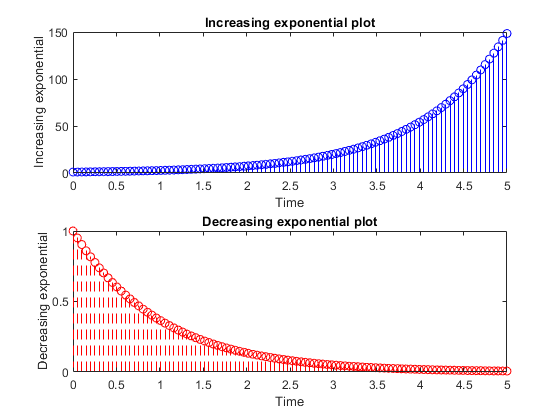 Increasing exponential plot
150
100
50
0
Increasing exponential
0 0.5 1 1.5 2 2.5 3 3.5 4 4.5 5
Time
Decreasing exponential plot
1
0.5
0
Decreasing exponential
0 0.5 1 1.5 2 2.5 3 3.5 4 4.5 5
Time